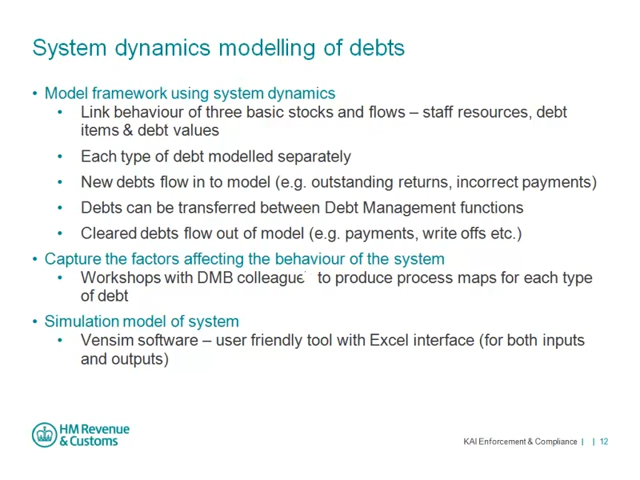 System dynamics modelling of debts
• Model framework using system dynamics
• Link behaviour of three basic stocks and flows – staff resources, debt
items & debt values
• Each type of debt modelled separately
• New debts flow in to model (e.g. outstanding returns, incorrect payments)
• Debts can be transferred between Debt Management functions
• Cleared debts flow out of model (e.g. payments, write offs etc.)
• Capture the factors affecting the behaviour of the system
• Workshops with DMB to produce process maps for each type
of debt
• Simulation model of system
• Vensim software – user friendly tool with Excel interface (for both inputs
and outputs)
HM Revenue
& Customs
KAI Enforcement & Compliance | | 12